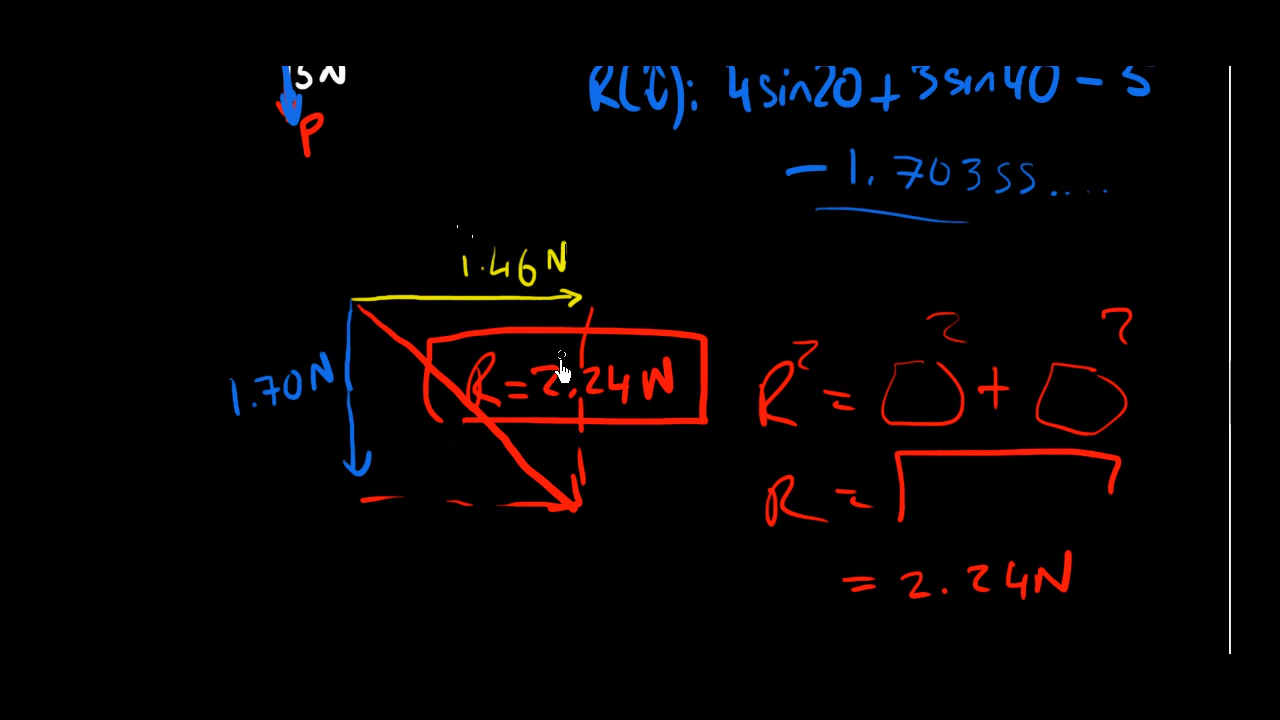 5N
P
R(↕): 4sin20 + 3sin40 - 5
- 1.70355....
1.46N
1.70N
R = 2.24N
R² = ◯² + ◯²
R = √
= 2.24N